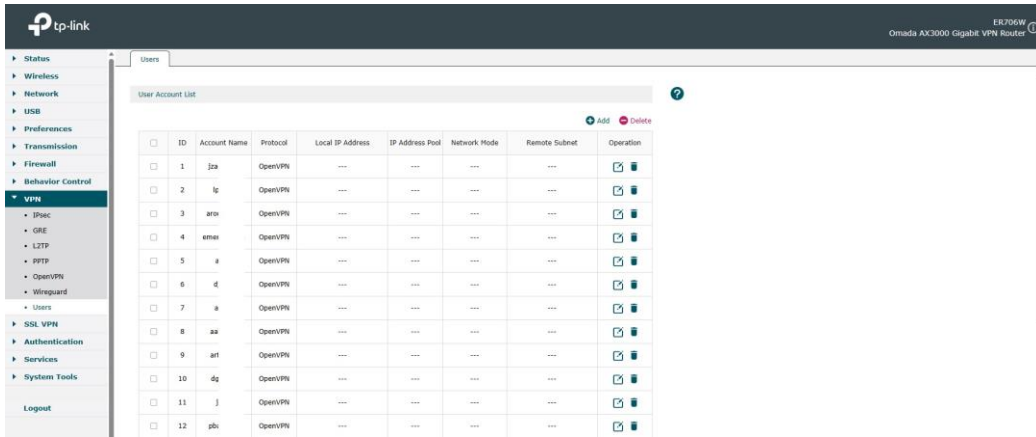 tp-link
ER706W
Omada AX3000 Gigabit VPN Router
Status
Wireless
Network
USB
Preferences
Transmission
Firewall
Behavior Control
VPN
IPsec
GRE
L2TP
PPTP
OpenVPN
Wireguard
Users
SSL VPN
Authentication
Services
System Tools
Logout
Users
User Account List
?
Add Delete
ID Account Name Protocol Local IP Address IP Address Pool Network Mode Remote Subnet Operation
1 jza OpenVPN --- --- --- ---
2 OpenVPN --- --- --- ---
3 OpenVPN --- --- --- ---
4 OpenVPN --- --- --- ---
5 OpenVPN --- --- --- ---
6 OpenVPN --- --- --- ---
7 a OpenVPN --- --- --- ---
8 aa OpenVPN --- --- --- ---
9 OpenVPN --- --- --- ---
10 OpenVPN --- --- --- ---
11 OpenVPN --- --- --- ---
12 OpenVPN --- --- --- ---